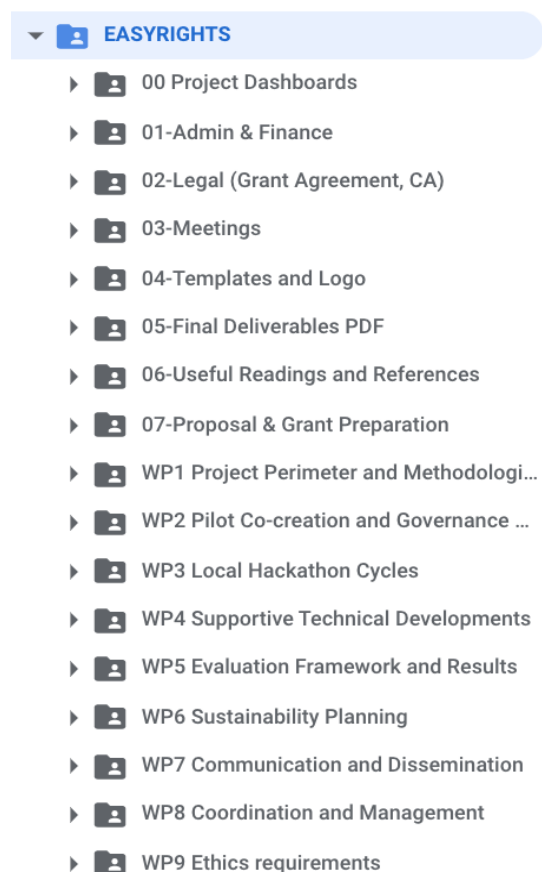 EASYRIGHTS
00 Project Dashboards
01-Admin & Finance
02-Legal (Grant Agreement, CA)
03-Meetings
04-Templates and Logo
05-Final Deliverables PDF
06-Useful Readings and References
07-Proposal & Grant Preparation
WP1 Project Perimeter and Methodologi...
WP2 Pilot Co-creation and Governance ...
WP3 Local Hackathon Cycles
WP4 Supportive Technical Developments
WP5 Evaluation Framework and Results
WP6 Sustainability Planning
WP7 Communication and Dissemination
WP8 Coordination and Management
WP9 Ethics requirements